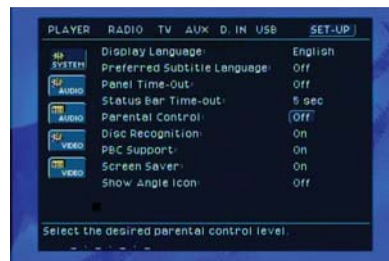 PLAYER RADIO TV AUX D. IN USB SET-UP
SYSTEM
AUDIO
AUDIO
VIDEO
VIDEO
Display Language: English
Preferred Subtitle Language: Off
Panel Time-Out: Off
Status Bar Time-out: 5 sec
Parental Control: Off
Disc Recognition: On
PBC Support: On
Screen Saver: On
Show Angle Icon: Off
Select the desired parental control level.
_ : _ : _ : _